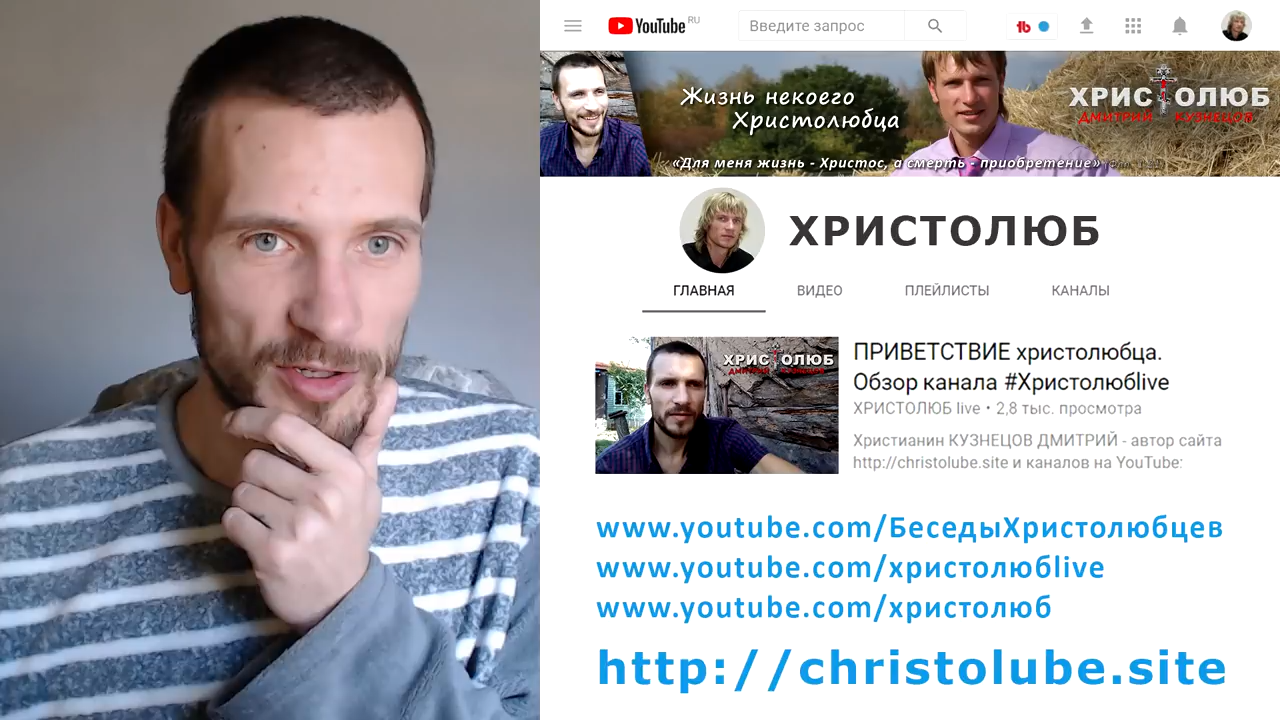 YouTube RU
Введите запрос
Жизнь некоего
Христолюбца
ХРИСТОЛЮБ
ДМИТРИЙ КУЗНЕЦОВ
«Для меня жизнь - Христос, а смерть - приобретение»
ХРИСТОЛЮБ
ГЛАВНАЯ ВИДЕО ПЛЕЙЛИСТЫ КАНАЛЫ
ХРИСТОЛЮБ
ДМИТРИЙ КУЗНЕЦОВ
ПРИВЕТСТВИЕ христолюбца.
Обзор канала #Христолюбlive
ХРИСТОЛЮБ live • 2,8 тыс. просмотра
Христианин КУЗНЕЦОВ ДМИТРИЙ - автор сайта
http://christolube.site и каналов на YouTube:
www.youtube.com/БеседыХристолюбцев
www.youtube.com/христолюбlive
www.youtube.com/христолюб
http://christolube.site